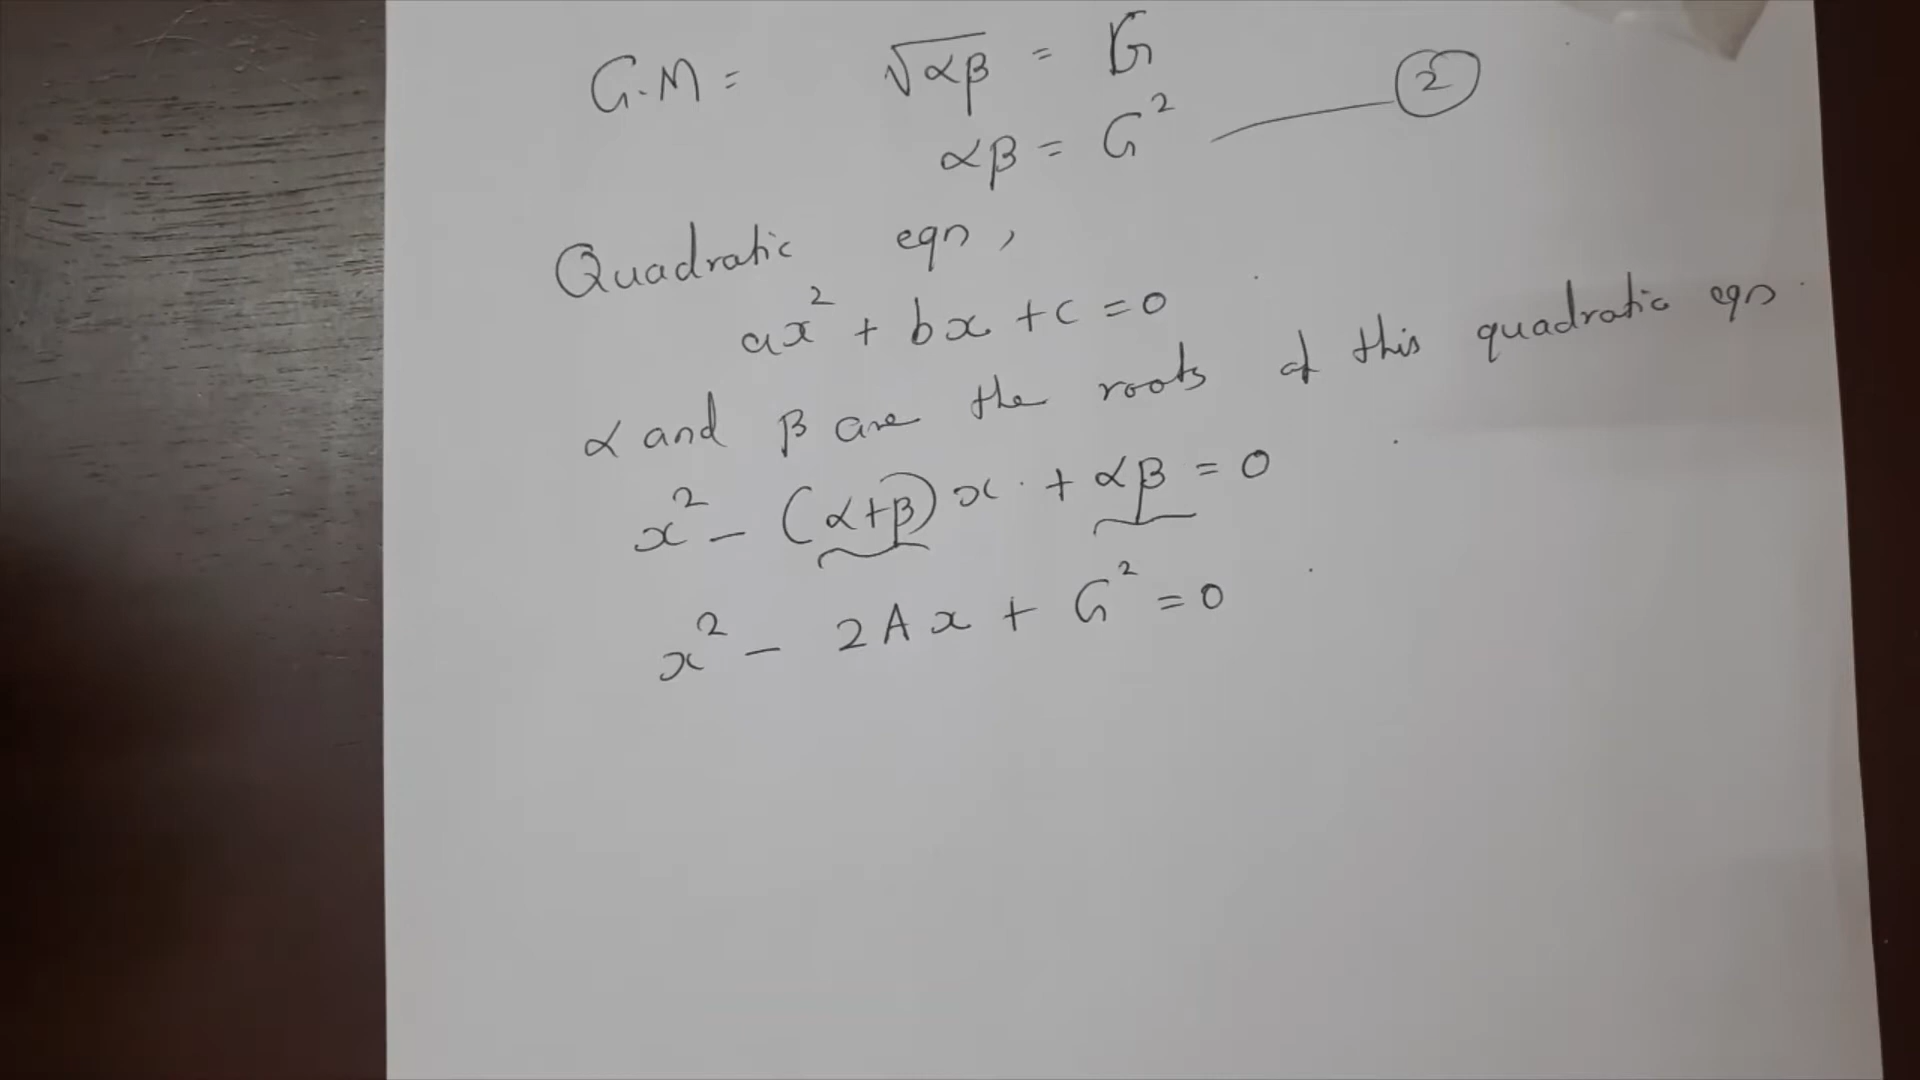 G.M = √αβ = G
αβ = G² ——— 2
Quadratic eqn,
ax² + bx + c = 0
α and β are the roots of this quadratic eqn.
x² - (α+β)x + αβ = 0
x² - 2Ax + G² = 0